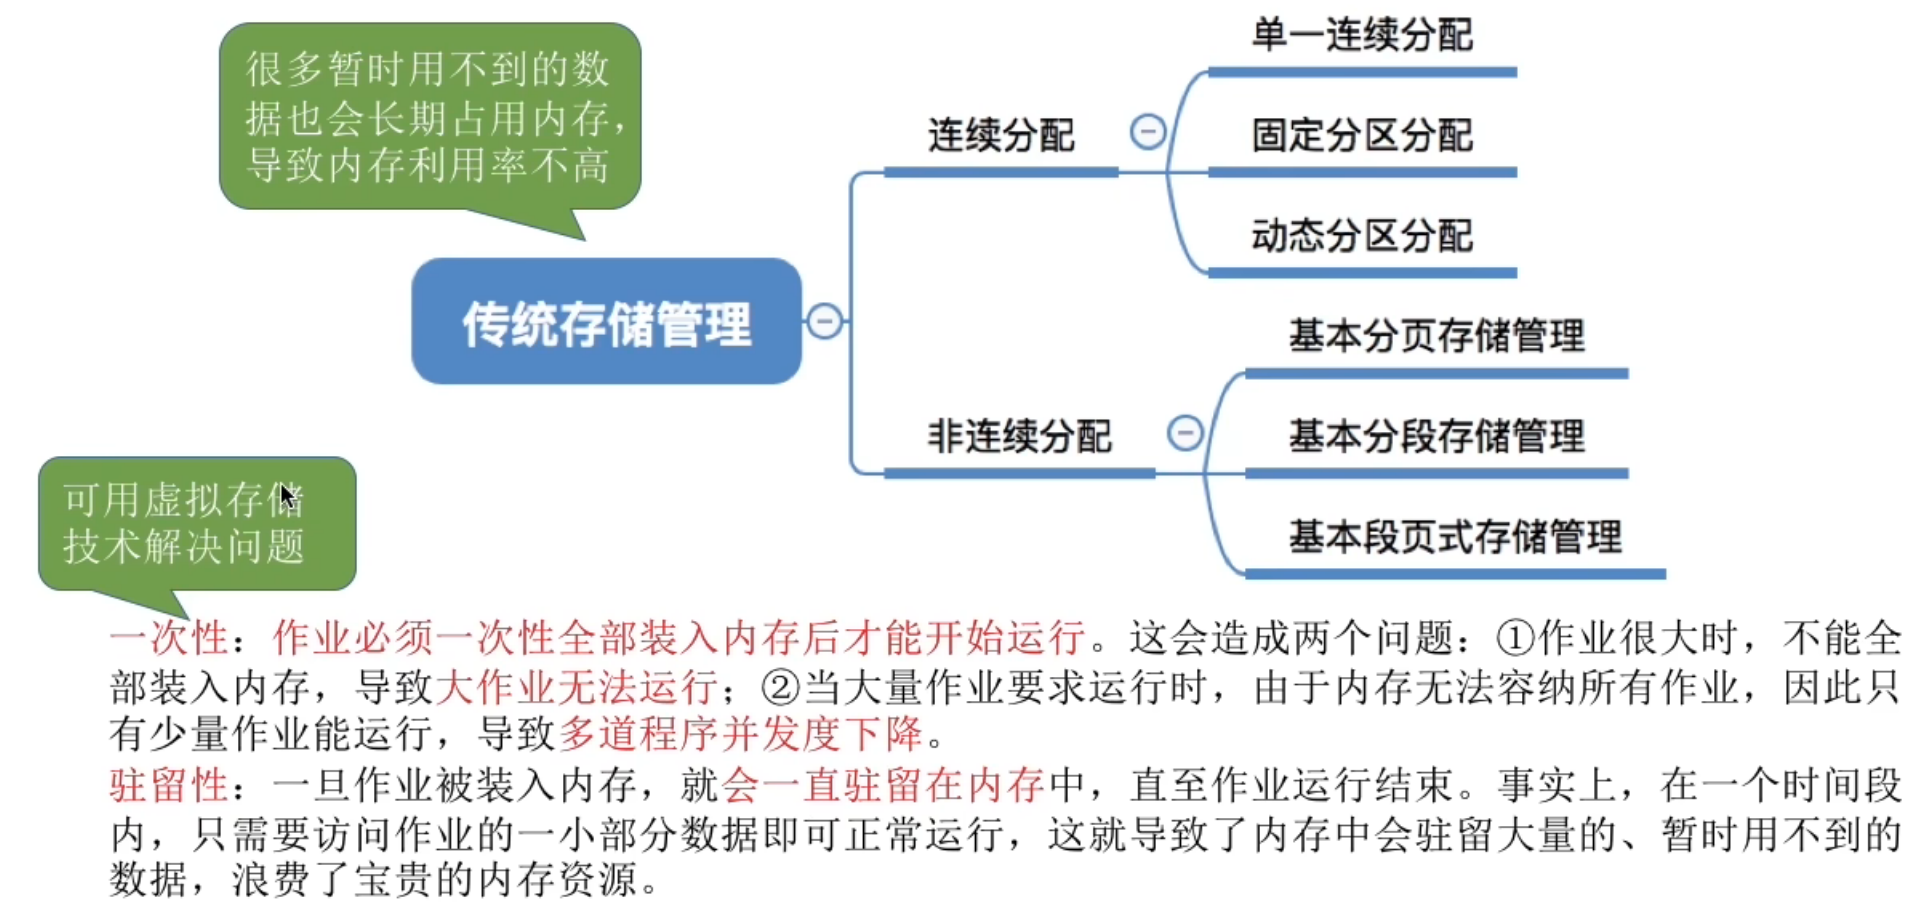 很多暂时用不到的数
据也会长期占用内存，
导致内存利用率不高
传统存储管理
连续分配
单一连续分配
固定分区分配
动态分区分配
非连续分配
基本分页存储管理
基本分段存储管理
基本段页式存储管理
可用虚拟存储
技术解决问题
一次性：作业必须一次性全部装入内存后才能开始运行。这会造成两个问题：①作业很大时，不能全
部装入内存，导致大作业无法运行；②当大量作业要求运行时，由于内存无法容纳所有作业，因此只
有少量作业能运行，导致多道程序并发度下降。
驻留性：一旦作业被装入内存，就会一直驻留在内存中，直至作业运行结束。事实上，在一个时间段
内，只需要访问作业的一小部分数据即可正常运行，这就导致了内存中会驻留大量的、暂时用不到的
数据，浪费了宝贵的内存资源。